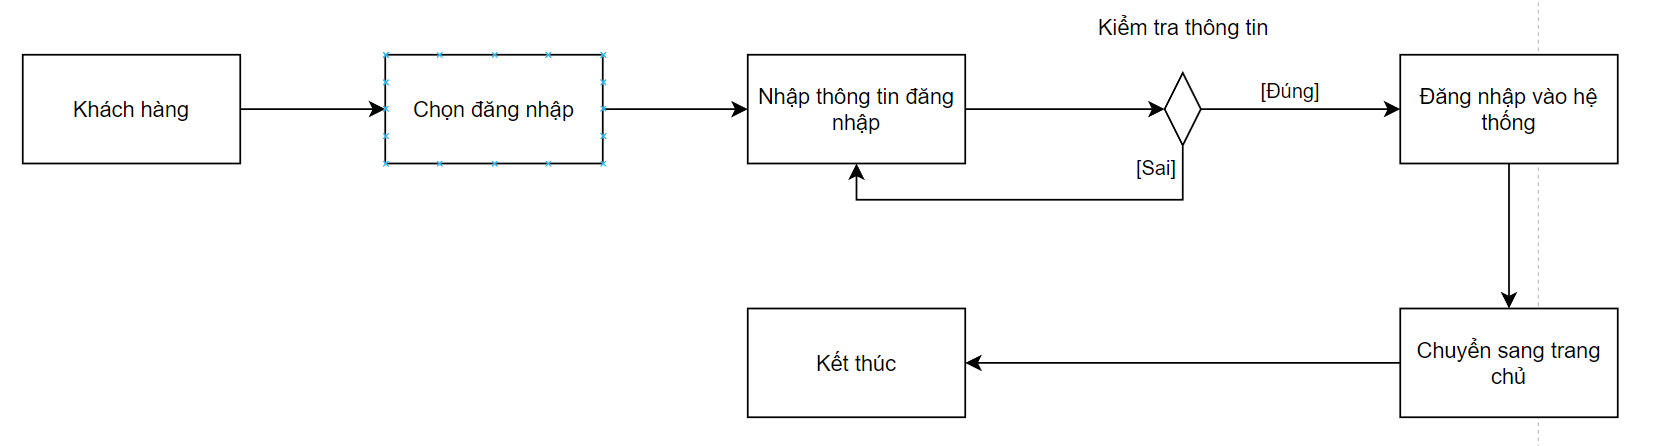 Kiểm tra thông tin
Khách hàng
Chọn đăng nhập
Nhập thông tin đăng
nhập
[Đúng]
Đăng nhập vào hệ
thống
[Sai]
Kết thúc
Chuyển sang trang
chủ